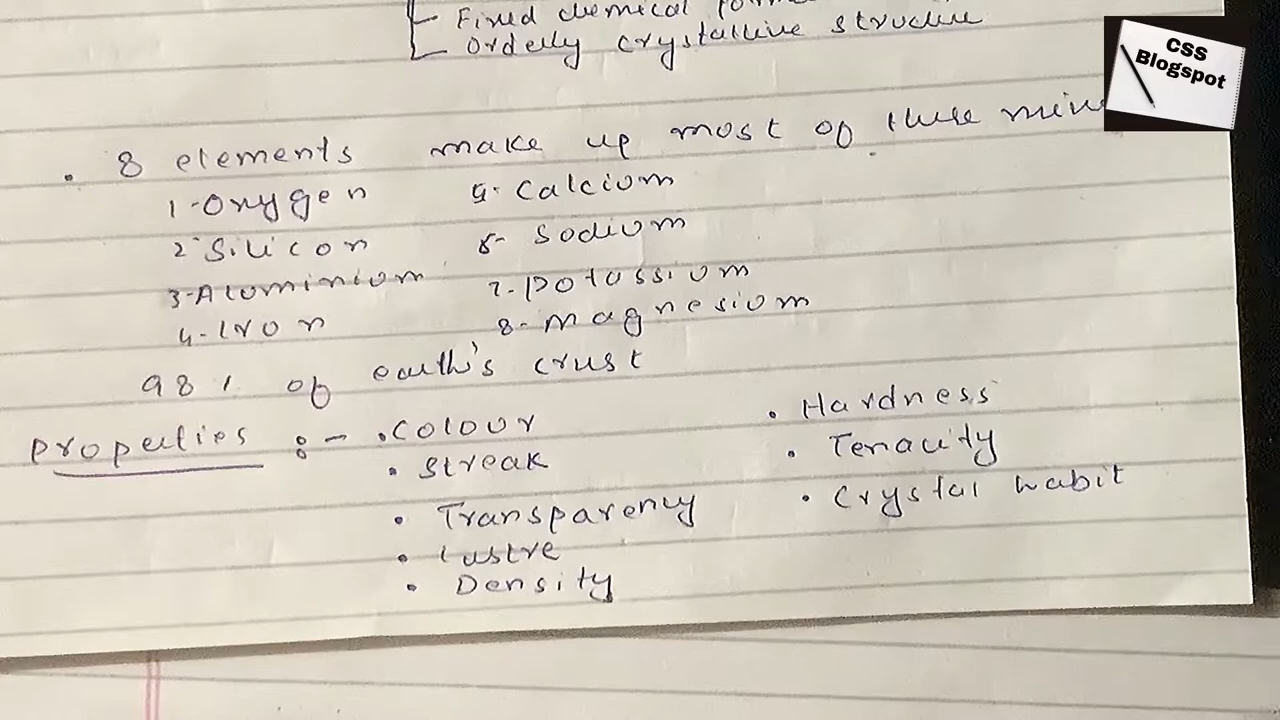 Fixed chemical
Orderly crystalline structure
CSS
Blogspot
. 8 elements make up most of these
1-Oxygen 5. Calcium
2 Silicon 6- Sodium
3-Aluminium 7-Potassium
4-Iron 8-Magnesium
98% of earth's crust
Properties :- . Colour . Hardness
. Streak . Tenacity
. Transparency . Crystal habit
. Lustre
. Density